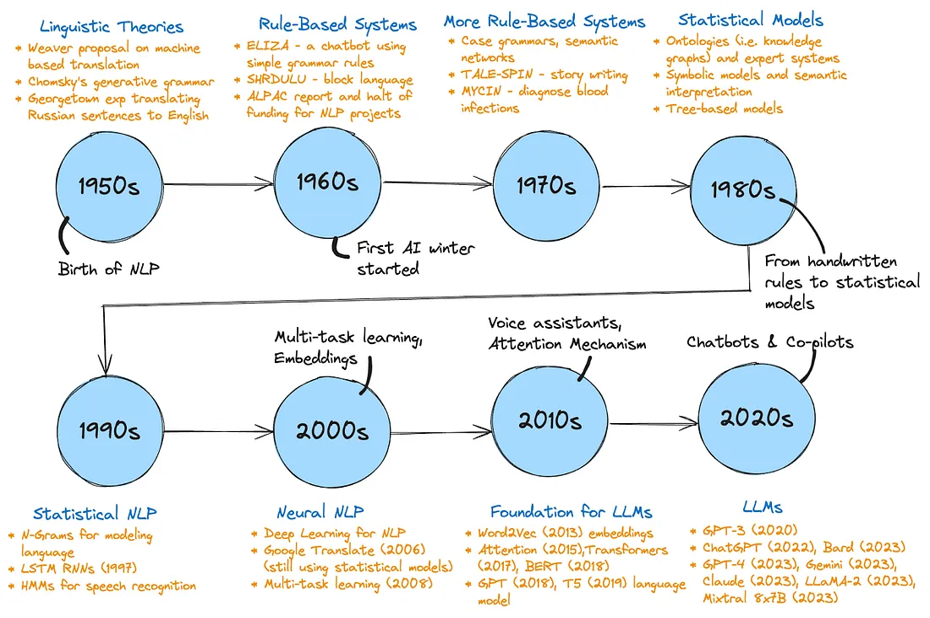 Linguistic Theories
* Weaver proposal on machine
based translation
* Chomsky's generative grammar
* Georgetown exp translating
Russian sentences to English
Rule-Based Systems
* ELIZA - a chatbot using
simple grammar rules
* SHRDULU - block language
* ALPAC report and halt of
funding for NLP projects
More Rule-Based Systems
* Case grammars, semantic
networks
* TALE-SPIN - story writing
* MYCIN - diagnose blood
infections
Statistical Models
* Ontologies (i.e. knowledge
graphs) and expert systems
* Symbolic models and semantic
interpretation
* Tree-based models
1950s
1960s
1970s
1980s
Birth of NLP
First AI winter
started
From handwritten
rules to statistical
models
Multi-task learning,
Embeddings
Voice assistants,
Attention Mechanism
Chatbots & Co-pilots
1990s
2000s
2010s
2020s
Statistical NLP
* N-Grams for modeling
language
* LSTM RNNs (1997)
* HMMs for speech recognition
Neural NLP
* Deep Learning for NLP
* Google Translate (2006)
(still using statistical models)
* Multi-task learning (2008)
Foundation for LLMs
* Word2Vec (2013) embeddings
* Attention (2015),Transformers
(2017), BERT (2018)
* GPT (2018), T5 (2019) language
model
LLMs
* GPT-3 (2020)
* ChatGPT (2022), Bard (2023)
* GPT-4 (2023), Gemini (2023),
Claude (2023), LLaMA-2 (2023),
Mixtral 8x7B (2023)